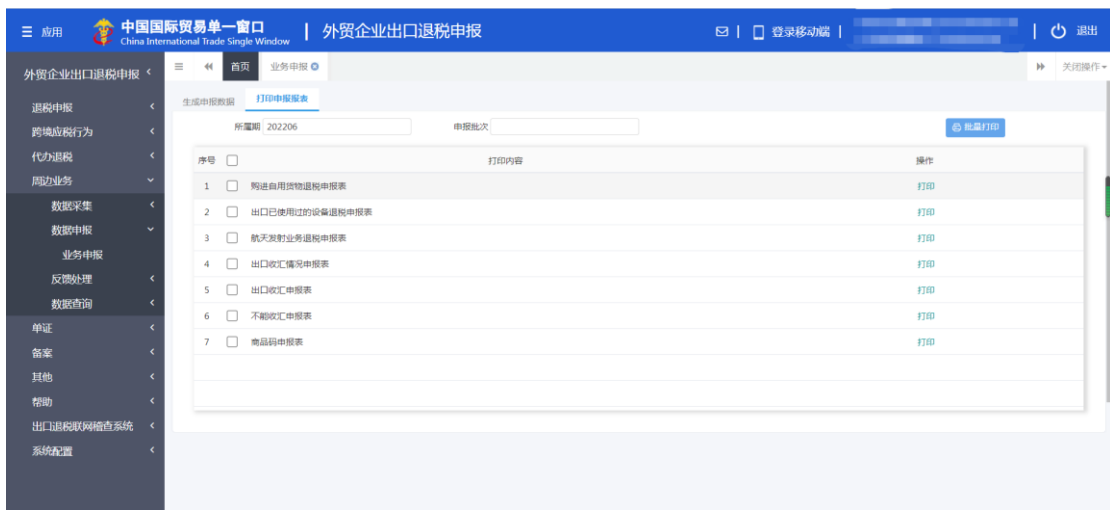 应用
中国国际贸易单一窗口
China International Trade Single Window
外贸企业出口退税申报
登录移动端
退出
外贸企业出口退税申报
首页
业务申报
关闭操作
退税申报
跨境应税行为
代办退税
周边业务
数据采集
数据申报
业务申报
反馈处理
数据查询
单证
备案
其他
帮助
出口退税联网稽查系统
系统配置
生成申报数据
打印申报报表
所属期 202206
申报批次
批量打印
序号 打印内容 操作
1 购进自用货物退税申报表 打印
2 出口已使用过的设备退税申报表 打印
3 航天发射业务退税申报表 打印
4 出口收汇情况申报表 打印
5 出口收汇申报表 打印
6 不能收汇申报表 打印
7 商品码申报表 打印